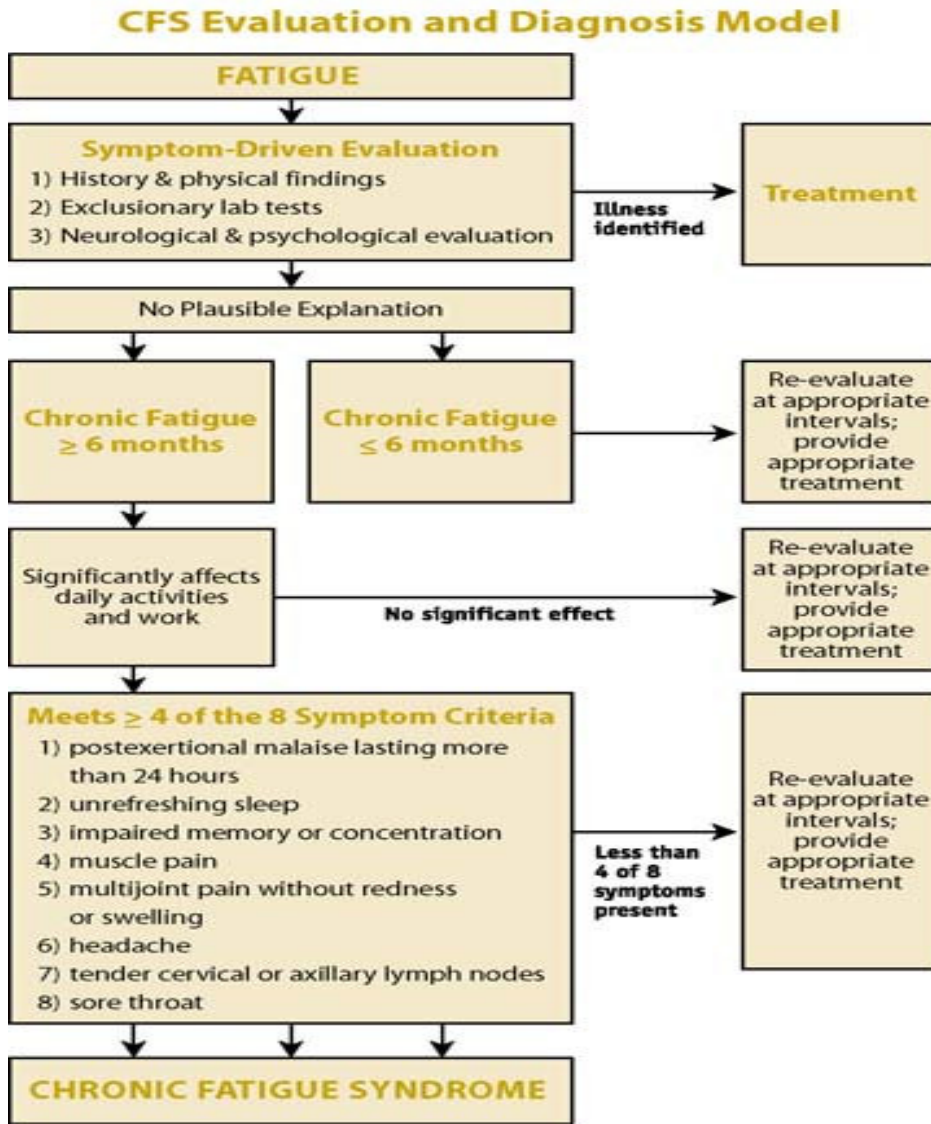 CFS Evaluation and Diagnosis Model
FATIGUE
Symptom-Driven Evaluation
1) History & physical findings
2) Exclusionary lab tests
3) Neurological & psychological evaluation
Illness
identified
Treatment
No Plausible Explanation
Chronic Fatigue
≥ 6 months
Chronic Fatigue
≤ 6 months
Re-evaluate
at appropriate
intervals;
provide
appropriate
treatment
Significantly affects
daily activities
and work
No significant effect
Re-evaluate
at appropriate
intervals;
provide
appropriate
treatment
Meets ≥ 4 of the 8 Symptom Criteria
1) postexertional malaise lasting more
than 24 hours
2) unrefreshing sleep
3) impaired memory or concentration
4) muscle pain
5) multijoint pain without redness
or swelling
6) headache
7) tender cervical or axillary lymph nodes
8) sore throat
Less than
4 of 8
symptoms
present
Re-evaluate
at appropriate
intervals;
provide
appropriate
treatment
CHRONIC FATIGUE SYNDROME